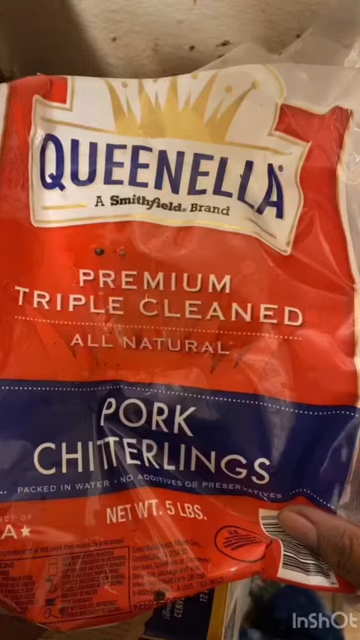 QUEENELLA®
A Smithfield® Brand
PREMIUM
TRIPLE CLEANED
ALL NATURAL
PORK
CHITTERLINGS
PACKED IN WATER • NO ADDITIVES OR PRESERVATIVES
NET WT. 5 LBS.
InShOt